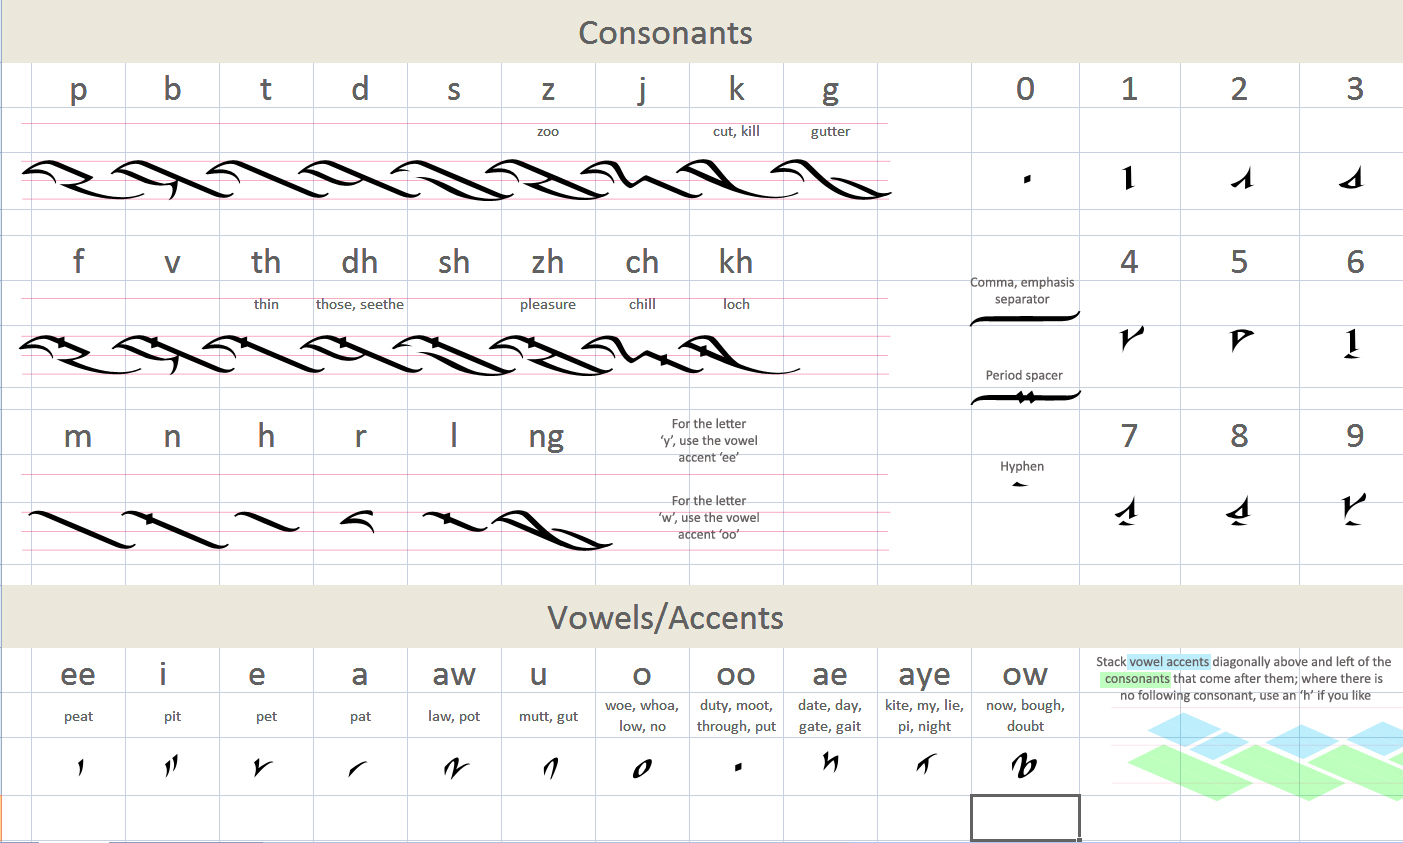 Consonants
p b t d s z j k g 0 1 2 3
zoo cut, kill gutter
f v th dh sh zh ch kh 4 5 6
thin those, seethe pleasure chill loch
Comma, emphasis
separator
Period spacer
m n h r l ng 7 8 9
For the letter
‘y’, use the vowel
accent ‘ee’
Hyphen
For the letter
‘w’, use the vowel
accent ‘oo’
Vowels/Accents
ee i e a aw u o oo ae aye ow
peat pit pet pat law, pot mutt, gut
woe, whoa,
low, no
duty, moot,
through, put
date, day,
gate, gait
kite, my, lie,
pi, night
now, bough,
doubt
Stack vowel accents diagonally above and left of the
consonants that come after them; where there is
no following consonant, use an ‘h’ if you like